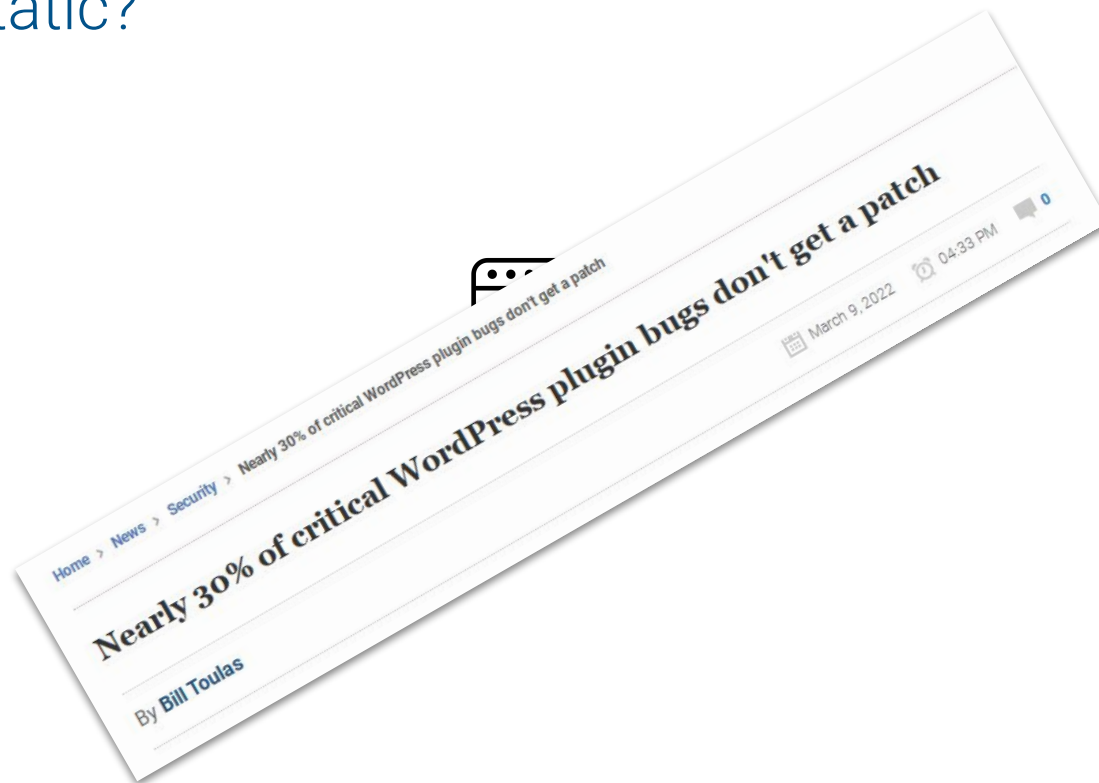 tatic?
Home > News > Security > Nearly 30% of critical WordPress plugin bugs don't get a patch
Nearly 30% of critical WordPress plugin bugs don't get a patch
By Bill Toulas
March 9, 2022 04:33 PM 0